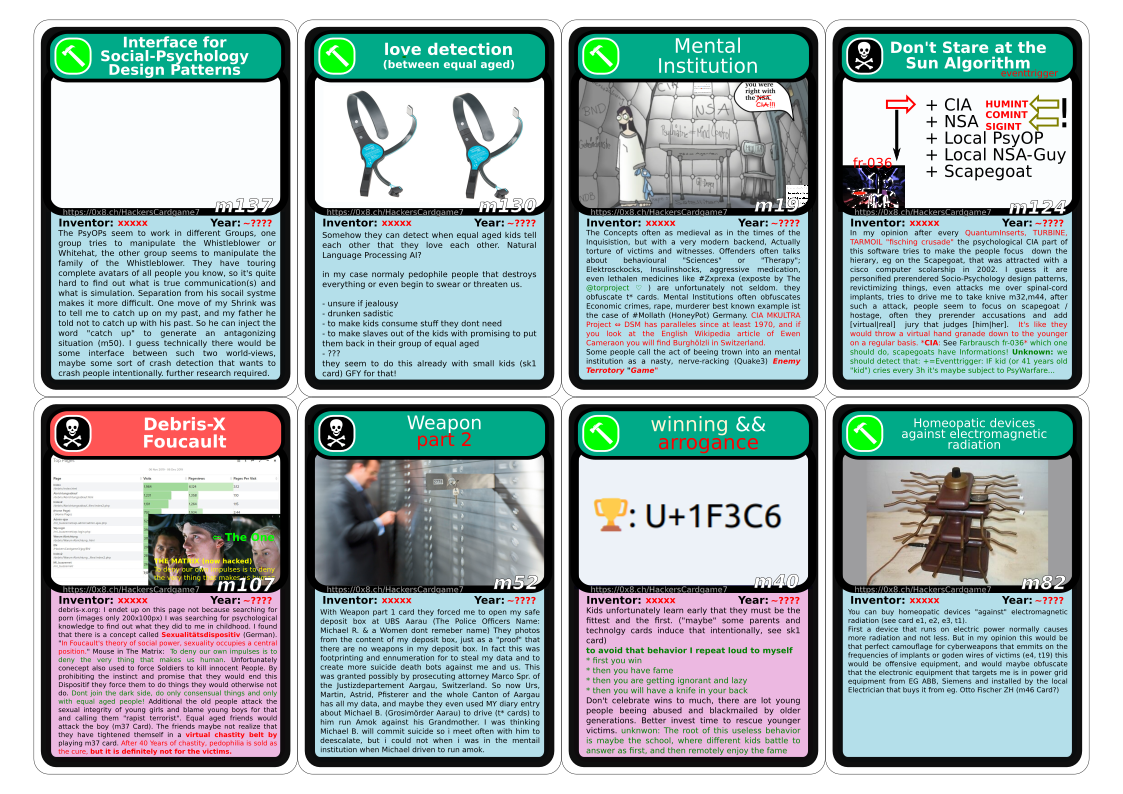 Interface for
Social-Psychology
Design Patterns
m137
https://0x8.ch/HackersCardgame7
Inventor: xxxxx Year: ~????
The PsyOPs seem to work in different Groups, one
group tries to manipulate the Whistleblower or
Whitehat, the other group seems to manipulate the
family of the Whistleblower. They have touring
complete avatars of all people you know, so it's quite
hard to find out what is true communication(s) and
what is simulation. Separation from his socail systme
makes it more difficult. One move of my Shrink was
to tell me to catch up on my past, and my father he
told not to catch up with his past. So he can inject the
word "catch up" to generate an antagonizing
situation (m50). I guess technically there would be
some interface between such two world-views,
maybe some sort of crash detection that wants to
crash people intentionally. further research required.
love detection
(between equal aged)
m130
https://0x8.ch/HackersCardgame7
Inventor: xxxxx Year: ~????
Somehow they can detect when equal aged kids tell
each other that they love each other. Natural
Language Processing AI?
in my case normaly pedophile people that destroys
everything or even begin to swear or threaten us.
- unsure if jealousy
- drunken sadistic
- to make kids consume stuff they dont need
- to make slaves out of the kids with promising to put
them back in their group of equal aged
- ???
they seem to do this already with small kids (sk1
card) GFY for that!
Mental
Institution
you were
right with
the NSA
CIA!!!
CIA
NSA
BND
Psychiatrie = Mind Control
https://0x8.ch/HackersCardgame7
Inventor: xxxxx Year: ~????
The Concepts often as medieval as in the times of the
Inquisition, but with a very modern backend, Actually
torture of victims and witnesses. Offenders often talks
about behavioural "Sciences" or "Therapy";
Elektroschocks, Insulinshocks, aggressive medication,
even lethalen medicines like #Zxprexa (exposte by The
@torproject ♡ ) are unfortunately not seldom. they
obfuscate t* cards. Mental Institutions often obfuscates
Economic crimes, rape, murderer best known example ist
the case of #Mollath (HoneyPot) Germany. CIA MKULTRA
Project ⇔ DSM has paralleles since at least 1970, and if
you look at the English Wikipedia article of Ewen
Cameraon you will find Burghölzli in Switzerland.
Some people call the act of beeing trown into an mental
institution as a nasty, nerve-racking (Quake3) Enemy
Terrotory "Game"
Don't Stare at the
Sun Algorithm
eventtrigger
+ CIA
+ NSA
+ Local PsyOP
+ Local NSA-Guy
+ Scapegoat
HUMINT
COMINT
SIGINT
!
fr-036
m124
https://0x8.ch/HackersCardgame7
Inventor: xxxxx Year: ~????
In my opinion after every QuantumInserts, TURBINE,
TARMOIL "fisching crusade" the psychological CIA part of
this software tries to make the people focus down the
hierary, eg on the Scapegoat, that was attracted with a
cisco computer scolarship in 2002. I guess it are
personified prerendered Socio-Psychology design patterns,
revictimizing things, even attacks me over spinal-cord
implants, tries to drive me to take knive m32,m44, after
such a attack, people seem to focus on scapegoat /
hostage, often they prerender accusations and add
[virtual|real] jury that judges [him|her]. It's like they
would throw a virtual hand granade down to the younger
on a regular basis. *CIA: See Farbrausch fr-036* which one
should do, scapegoats have Informations! Unknown: we
should detect that: +=Eventtrigger: IF kid (or 41 years old
"kid") cries every 3h it's maybe subject to PsyWarfare...
Debris-X
Foucault
⇐ The One
THE MATRIX (now hacked)
To deny our own impulses is to deny
the very thing that makes us human
m107
https://0x8.ch/HackersCardgame7
Inventor: xxxxx Year: ~????
debris-x.org: I endet up on this page not because searching for
porn (images only 200x100px) I was searching for psychological
knowledge to find out what they did to me in childhood. I found
that there is a concept called Sexualitätsdispositiv (German).
"In Foucault's theory of social power, sexuality occupies a central
position." Mouse in The Matrix: To deny our own impulses is to
deny the very thing that makes us human. Unfortunately
conecept also used to force Soldiers to kill innocent People. By
prohibiting the instinct and promise that they would end this
Dispositif they force them to do things they would otherwise not
do. Dont join the dark side, do only consensual things and only
with equal aged people! Additional the old people attack the
sexual integrity of young girls and blame young boys for that
and calling them "rapist terrorist". Equal aged friends would
attack the boy (m37 Card). The friends maybe not realize that
they have tightened themself in a virtual chastity belt by
playing m37 card. After 40 Years of chastity, pedophilia is sold as
the cure, but it is definitely not for the victims.
Weapon
part 2
m52
https://0x8.ch/HackersCardgame7
Inventor: xxxxx Year: ~????
With Weapon part 1 card they forced me to open my safe
deposit box at UBS Aarau (The Police Officers Name:
Michael R. & a Women dont remeber name) They photos
from the content of my deposit box, just as a "proof" that
there are no weapons in my deposit box. In fact this was
footprinting and enumeration for to steal my data and to
create more suicide death bots against me and us. This
was granted possibly by prosecuting attorney Marco Spr. of
the Justizdepartement Aargau, Switzerland. So now Urs,
Martin, Astrid, Pfisterer and the whole Canton of Aargau
has all my data, and maybe they even used MY diary entry
about Michael B. (Grosimörder Aarau) to drive (t* cards) to
him run Amok against his Grandmother. I was thinking
Michael B. will commit suicide so i meet often with him to
deescalate, but i could not when i was in the mental
institution when Michael driven to run amok.
winning &&
arrogance
🏆: U+1F3C6
m40
https://0x8.ch/HackersCardgame7
Inventor: xxxxx Year: ~????
Kids unfortunately learn early that they must be the
fittest and the first. ("maybe" some parents and
technolgy cards induce that intentionally, see sk1
card)
to avoid that behavior I repeat loud to myself
* first you win
* then you have fame
* then you are getting ignorant and lazy
* then you will have a knife in your back
Don't celebrate wins to much, there are lot young
people beeing abused and blackmailed by older
generations. Better invest time to rescue younger
victims. unknwon: The root of this useless behavior
is maybe the school, where different kids battle to
answer as first, and then remotely enjoy the fame
Homeopatic devices
against electromagnetic
radiation
m82
https://0x8.ch/HackersCardgame7
Inventor: xxxxx Year: ~????
You can buy homeopatic devices "against" electromagnetic
radiation (see card e1, e2, e3, t1).
First a device that runs on electric power normally causes
more radiation and not less. But in my opinion this would be
that perfect camouflage for cyberweapons that emmits on the
frequencies of implants or goden wires of victims (e4, t19) this
would be offensive equipment, and would maybe obfuscate
that the electronic equipment that targets me is in power grid
equipment from EG ABB, Siemens and installed by the local
Electrician that buys it from eg. Otto Fischer ZH (m46 Card?)